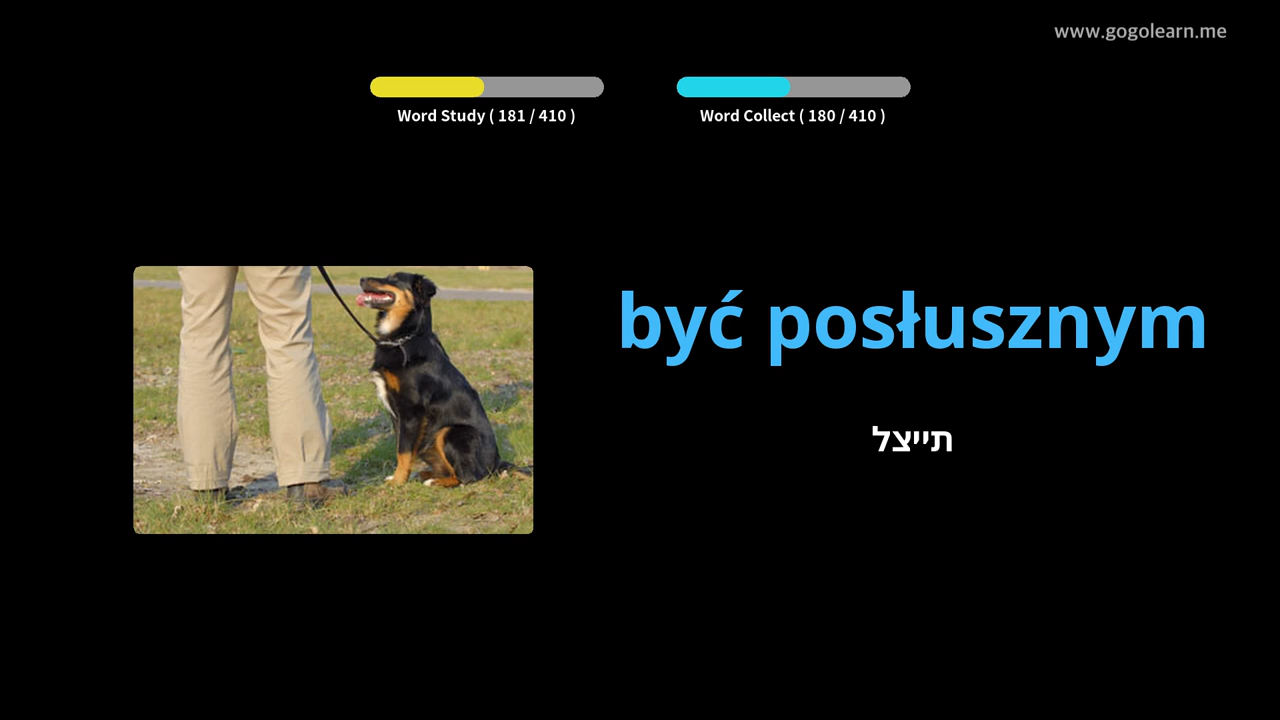 www.gogolearn.me
Word Study ( 181 / 410 )
Word Collect ( 180 / 410 )
być posłusznym
תייצל